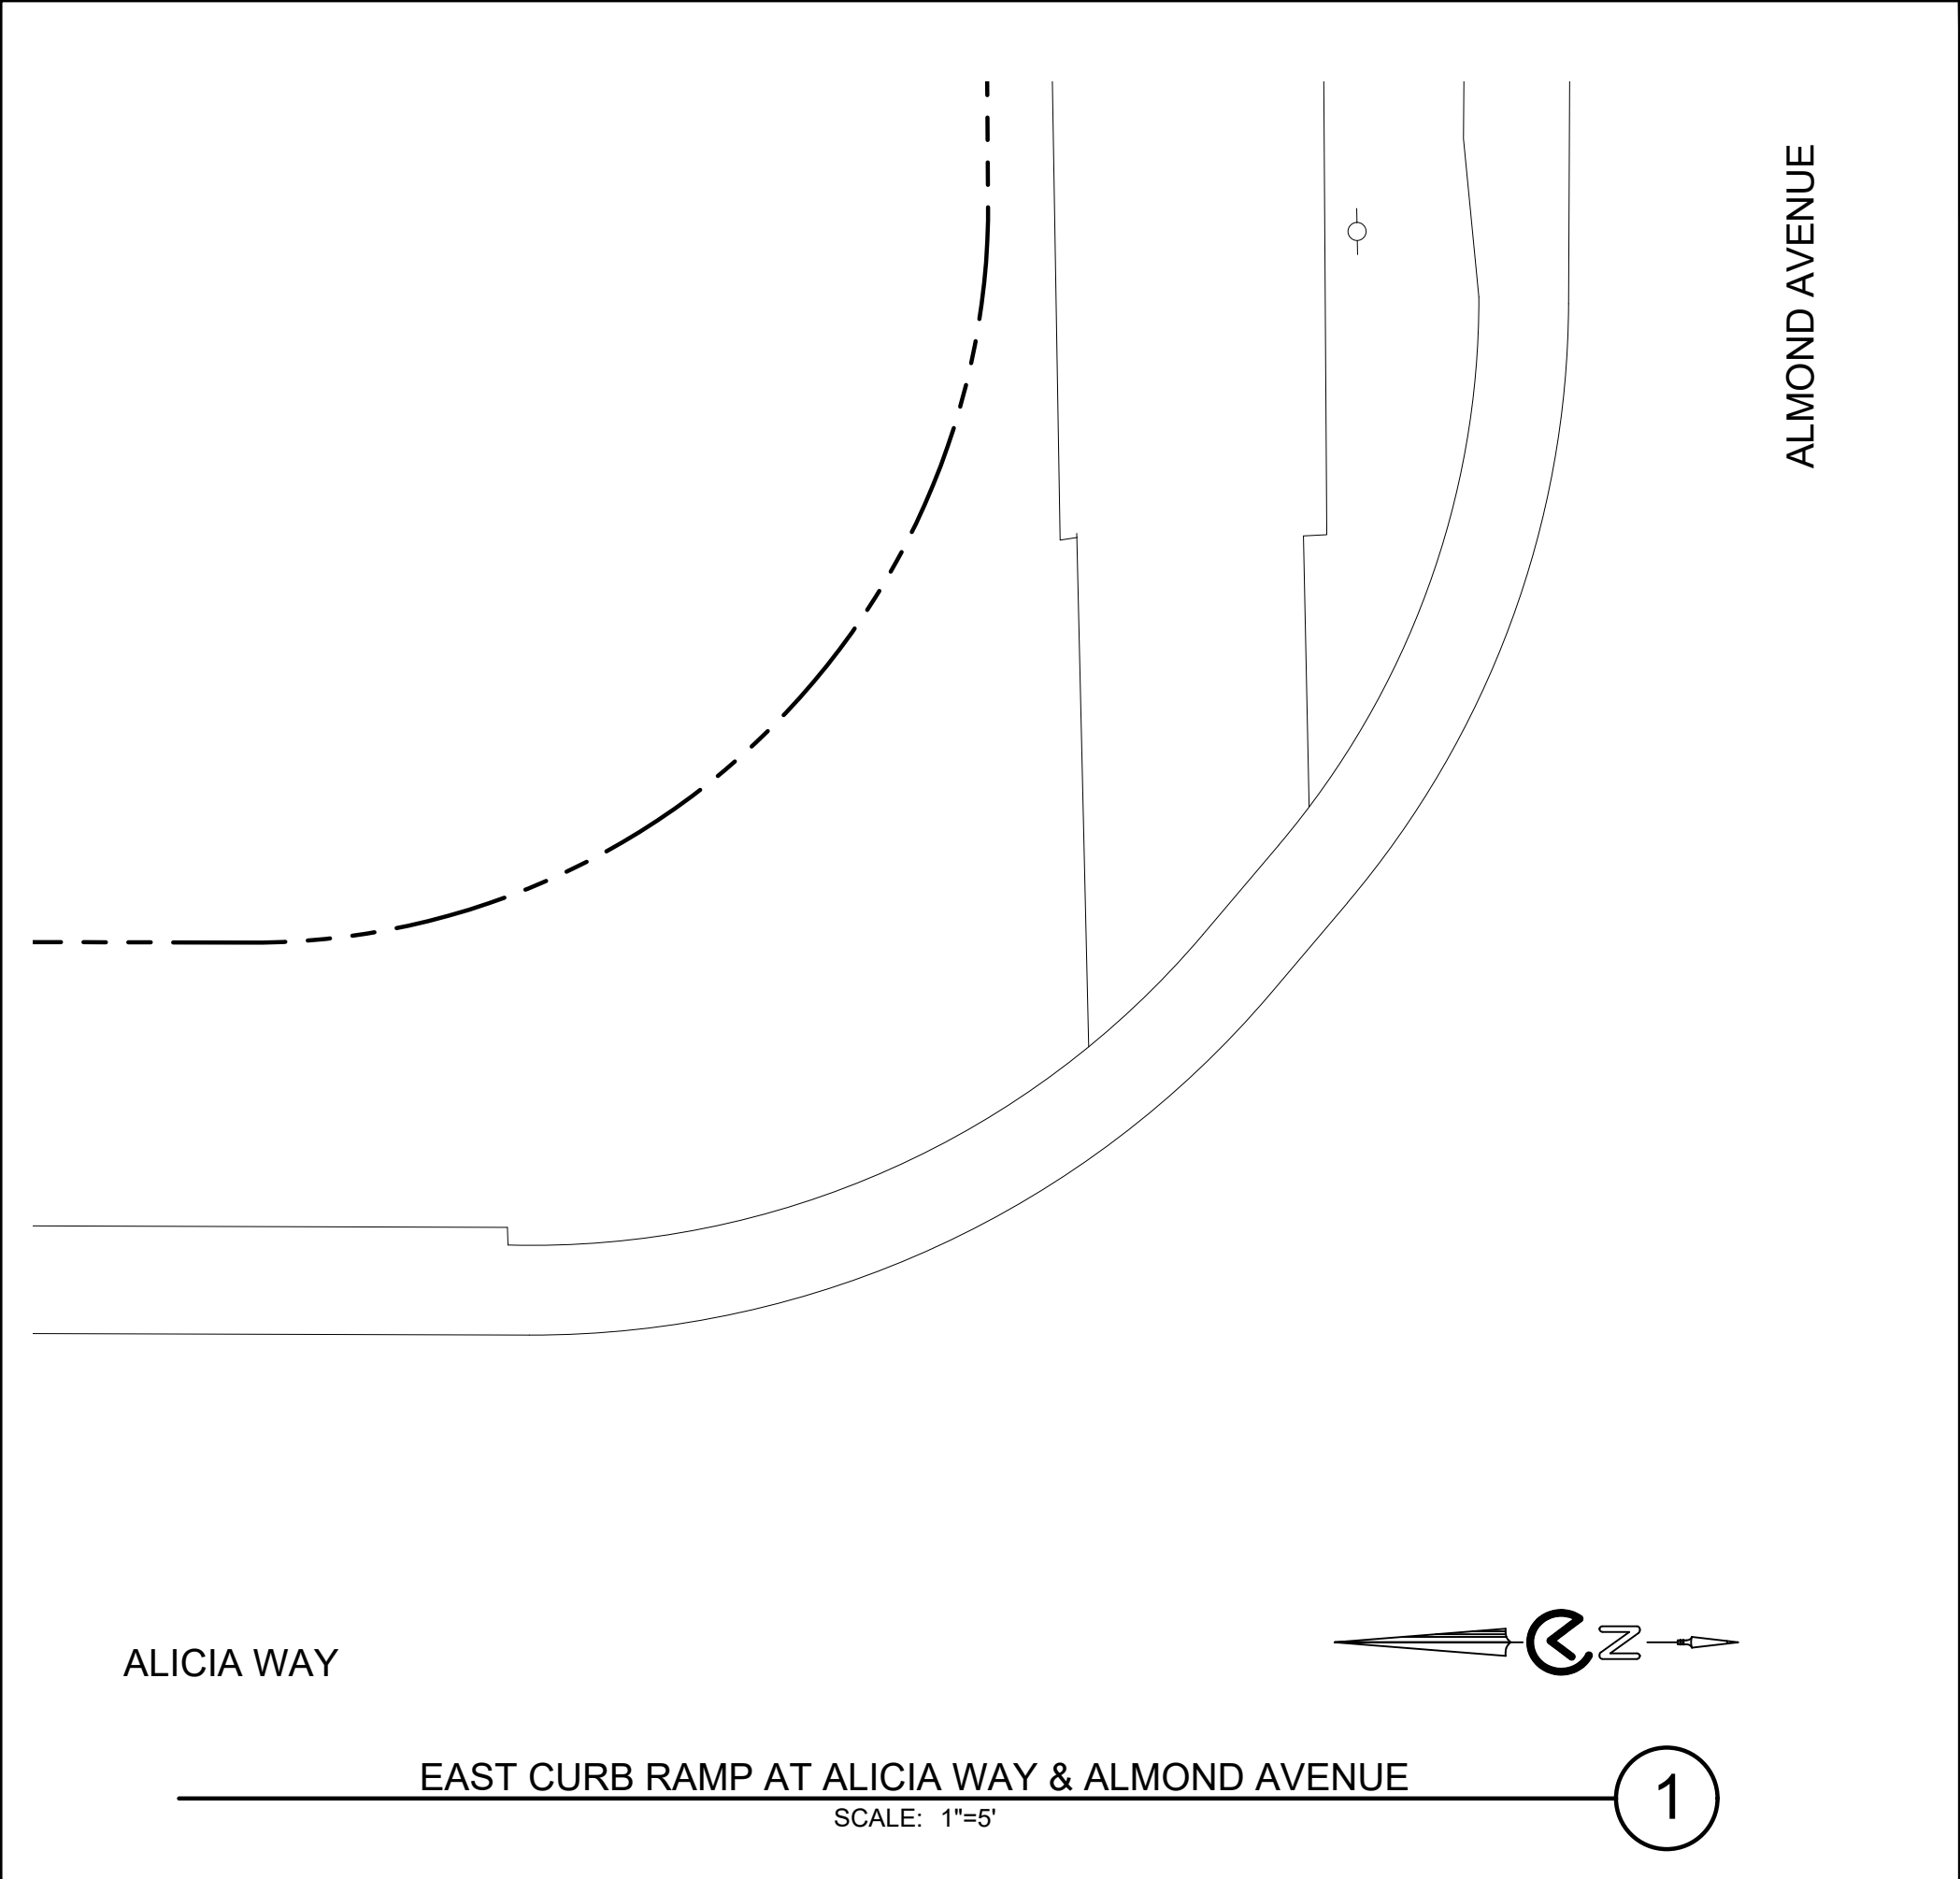 ALMOND AVENUE
ALICIA WAY
N
EAST CURB RAMP AT ALICIA WAY & ALMOND AVENUE
SCALE: 1"=5'
1